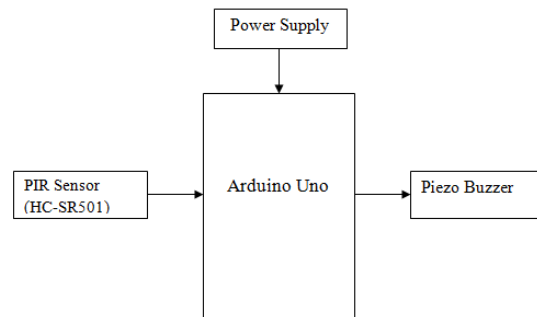 Power Supply
PIR Sensor
(HC-SR501)
Arduino Uno
Piezo Buzzer